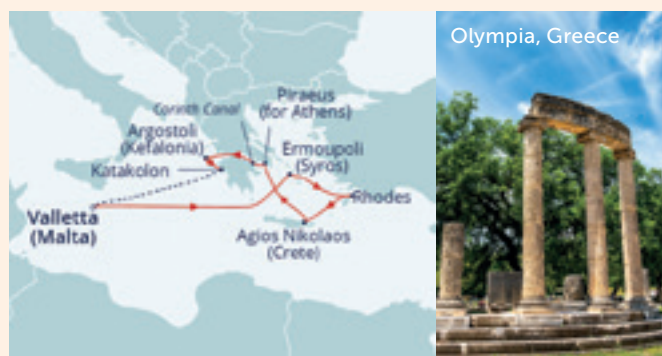 Olympia, Greece
Corinth Canal
Piraeus
(for Athens)
Argostoli
(Kefalonia)
Ermoupoli
(Syros)
Katakolon
Rhodes
Valletta
(Malta)
Agios Nikolaos
(Crete)